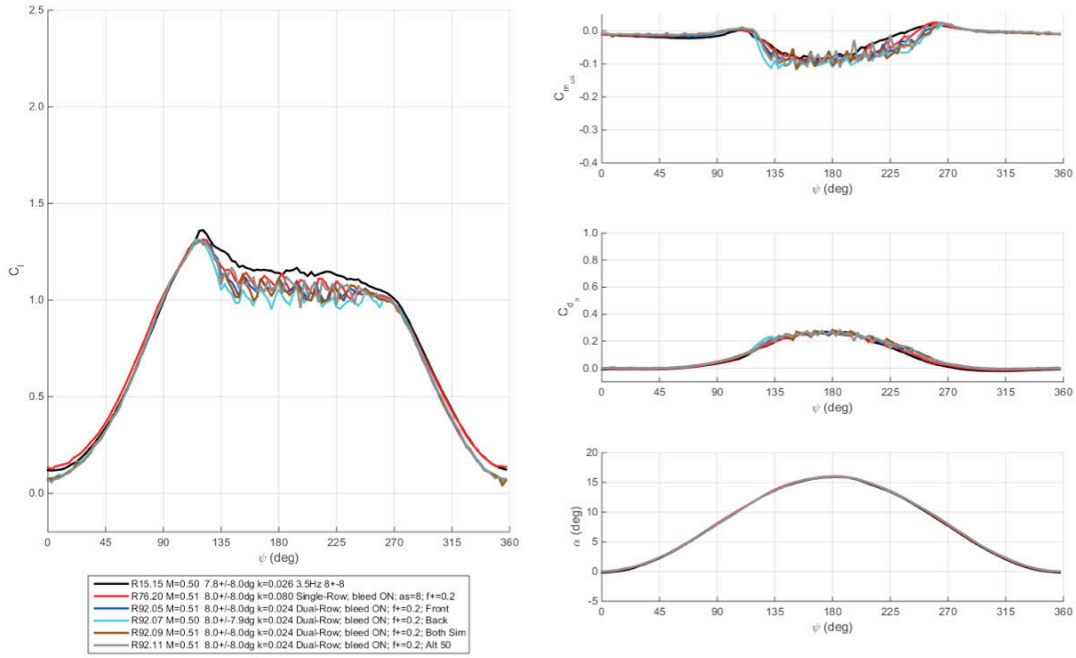 2.5
2.0
1.5
1.0
0.5
0.0
C_l
0 45 90 135 180 225 270 315 360
ψ (deg)
R15.15 M=0.50 7.8+/-8.0dg k=0.026 3.5Hz 8+-8
R76.20 M=0.51 8.0+/-8.0dg k=0.080 Single-Row; bleed ON; as=8; f+=0.2
R92.05 M=0.51 8.0+/-8.0dg k=0.024 Dual-Row; bleed ON; f+=0.2; Front
R92.07 M=0.50 8.0+/-7.9dg k=0.024 Dual-Row; bleed ON; f+=0.2; Back
R92.09 M=0.51 8.0+/-8.0dg k=0.024 Dual-Row; bleed ON; f+=0.2; Both Sim
R92.11 M=0.51 8.0+/-8.0dg k=0.024 Dual-Row; bleed ON; f+=0.2; Alt 50
0.0
-0.1
-0.2
-0.3
-0.4
C_m
0 45 90 135 180 225 270 315 360
ψ (deg)
1.0
0.8
0.6
0.4
0.2
0.0
C_d
0 45 90 135 180 225 270 315 360
ψ (deg)
20
15
10
5
0
-5
α (deg)
0 45 90 135 180 225 270 315 360
ψ (deg)